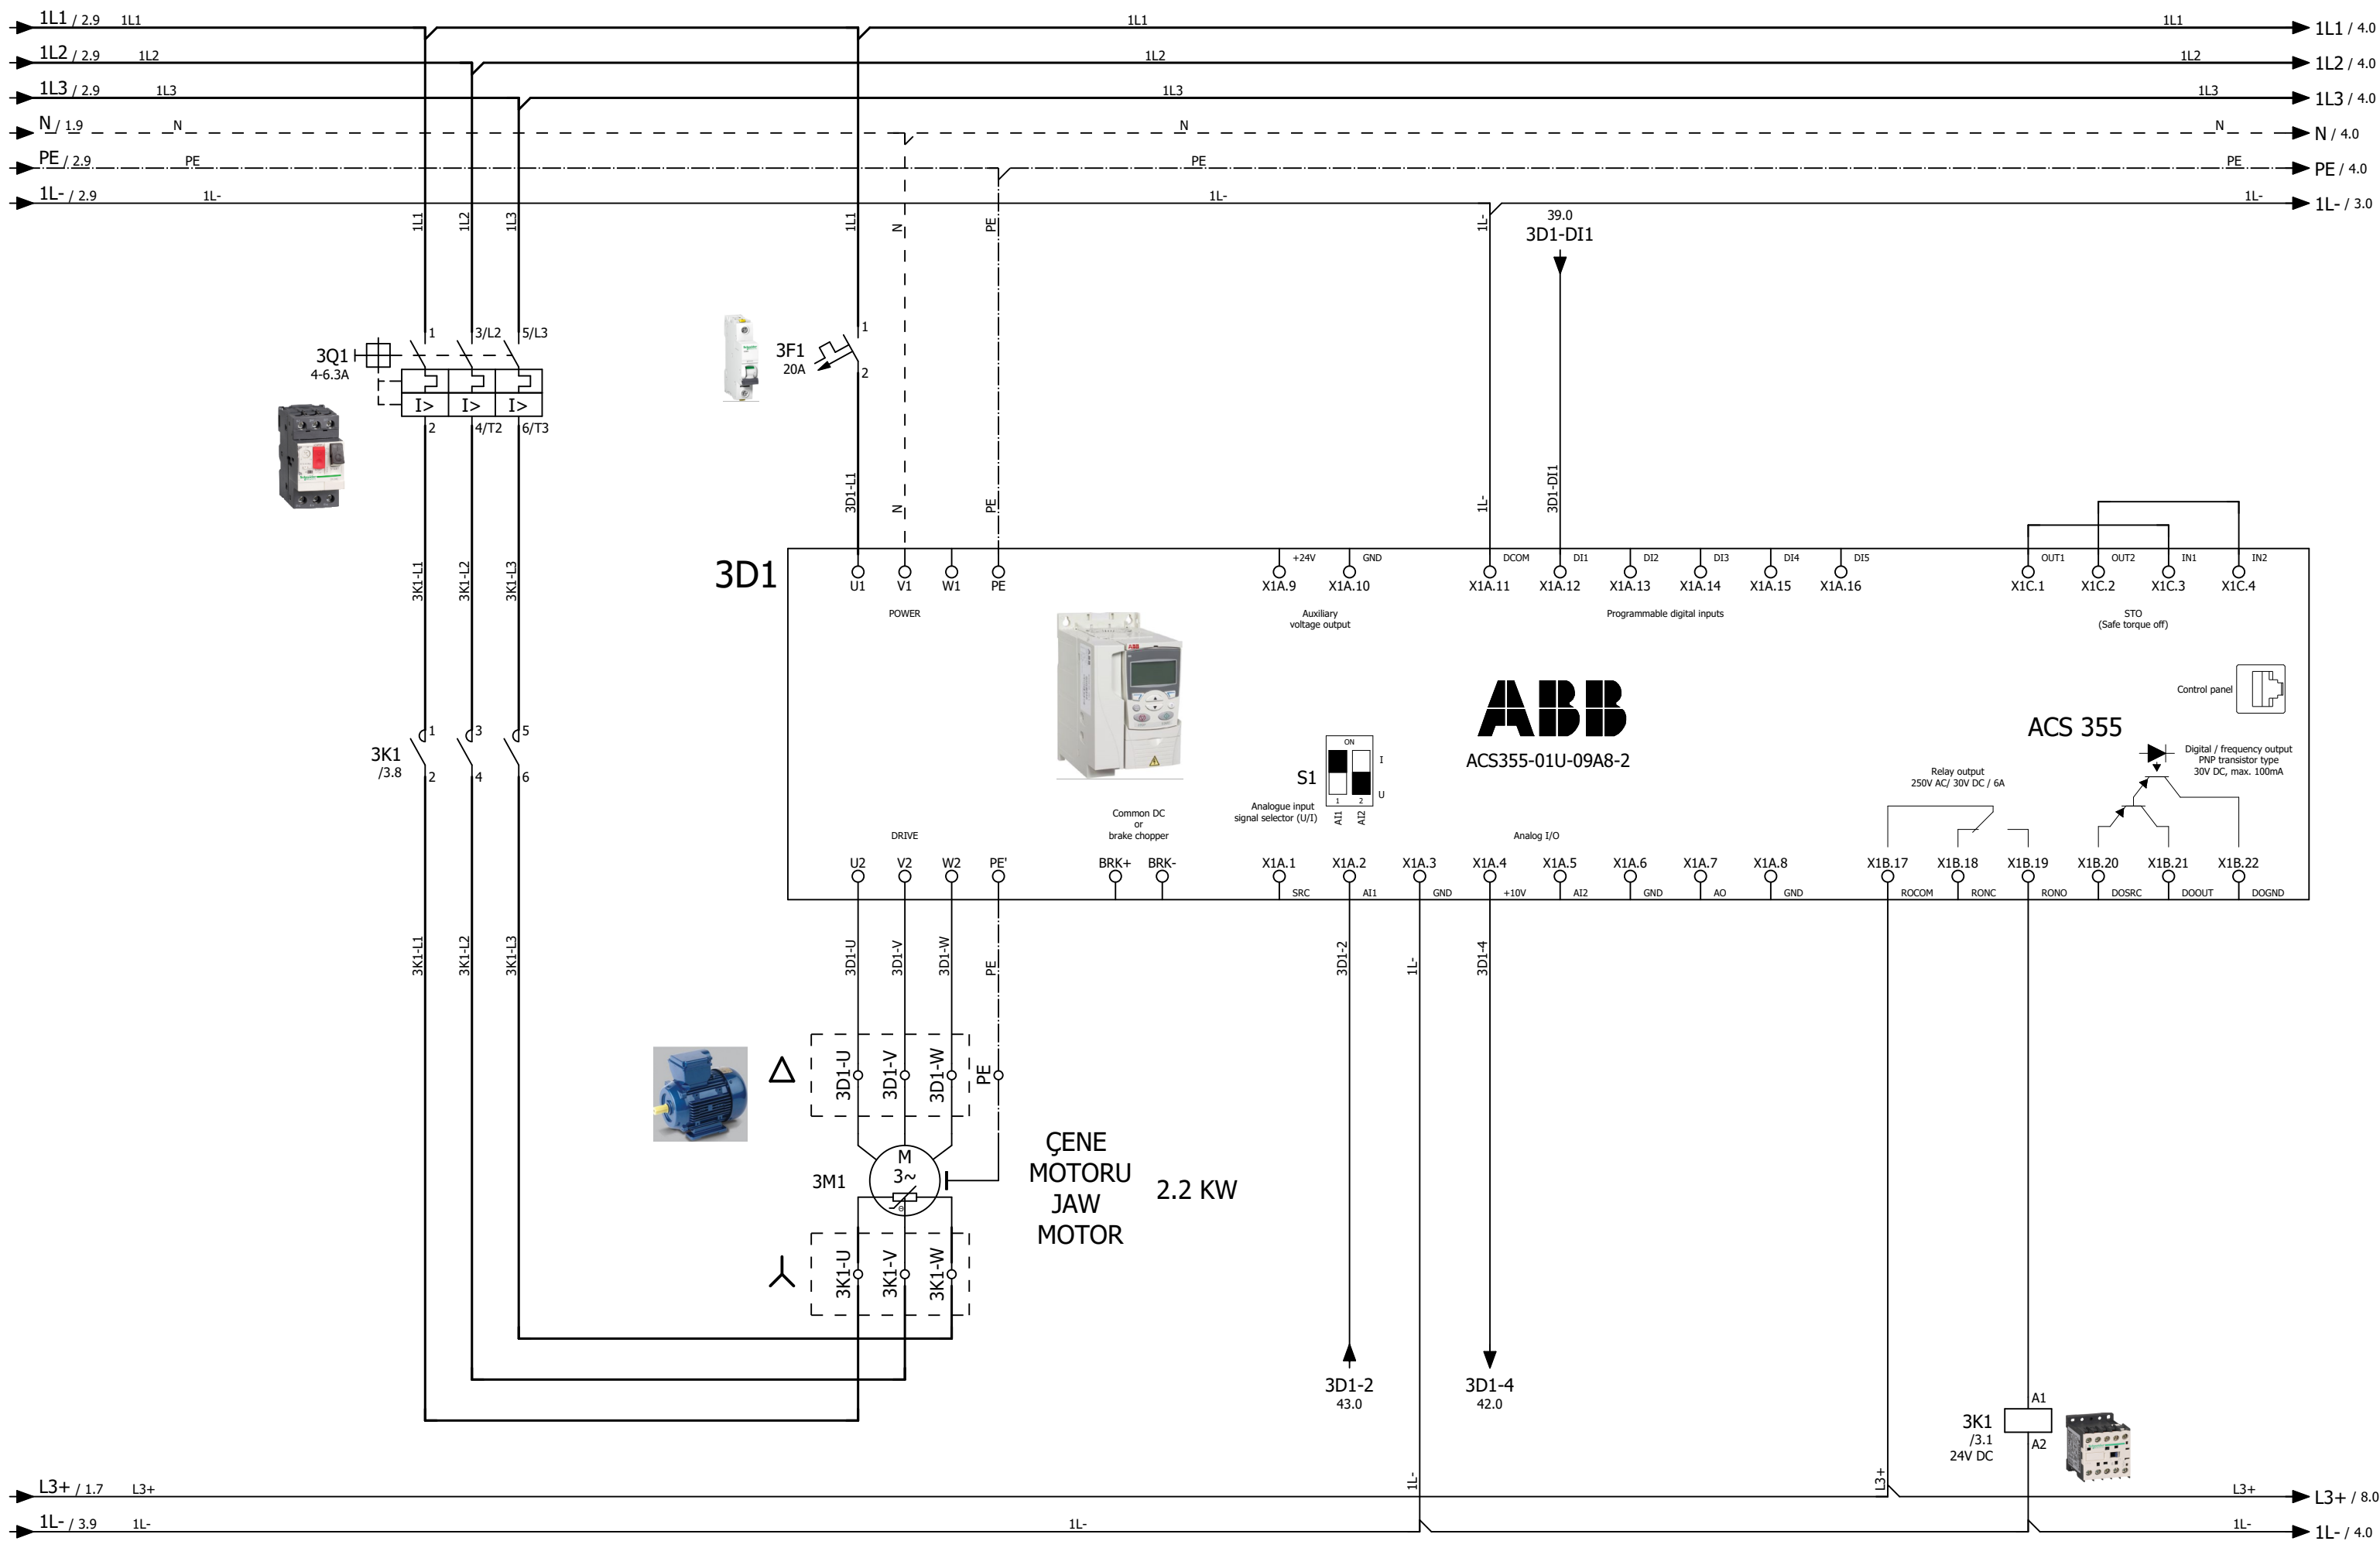 1L1 / 2.9 1L1 1L1 1L1 1L1 / 4.0
1L2 / 2.9 1L2 1L2 1L2 1L2 / 4.0
1L3 / 2.9 1L3 1L3 1L3 1L3 / 4.0
N / 1.9 N N N N / 4.0
PE / 2.9 PE PE PE PE / 4.0
1L- / 2.9 1L- 1L- 1L- 1L- / 3.0
1L1 1L2 1L3 1L1 N PE 1L-
39.0
3D1-DI1
1 3/L2 5/L3
3Q1
4-6.3A
I> I> I>
2 4/T2 6/T3
1
3F1
20A
2
3D1-L1 N PE 1L- 3D1-DI1
3K1-L1 3K1-L2 3K1-L3
3D1
+24V GND DCOM DI1 DI2 DI3 DI4 DI5 OUT1 OUT2 IN1 IN2
U1 V1 W1 PE X1A.9 X1A.10 X1A.11 X1A.12 X1A.13 X1A.14 X1A.15 X1A.16 X1C.1 X1C.2 X1C.3 X1C.4
POWER
Auxiliary
voltage output
Programmable digital inputs
STO
(Safe torque off)
ABB
Control panel
ABB
ACS355-01U-09A8-2
ACS 355
1 3 5
3K1
/3.8
2 4 6
ON
I
S1
U
1 2
AI1 AI2
Analogue input
signal selector (U/I)
Digital / frequency output
PNP transistor type
30V DC, max. 100mA
Relay output
250V AC/ 30V DC / 6A
Common DC
or
brake chopper
DRIVE
Analog I/O
U2 V2 W2 PE' BRK+ BRK- X1A.1 X1A.2 X1A.3 X1A.4 X1A.5 X1A.6 X1A.7 X1A.8 X1B.17 X1B.18 X1B.19 X1B.20 X1B.21 X1B.22
SRC AI1 GND +10V AI2 GND AO GND ROCOM RONC RONO DOSRC DOOUT DOGND
3K1-L1 3K1-L2 3K1-L3 3D1-U 3D1-V 3D1-W PE 3D1-2 1L- 3D1-4
3D1-U 3D1-V 3D1-W PE
M
3~
3M1
ÇENE
MOTORU
JAW
MOTOR
2.2 KW
3K1-U 3K1-V 3K1-W
3D1-2
43.0
3D1-4
42.0
A1
3K1
/3.1
24V DC
A2
1L- L3+
L3+ / 1.7 L3+ L3+ L3+ / 8.0
1L- / 3.9 1L- 1L- 1L- 1L- / 4.0